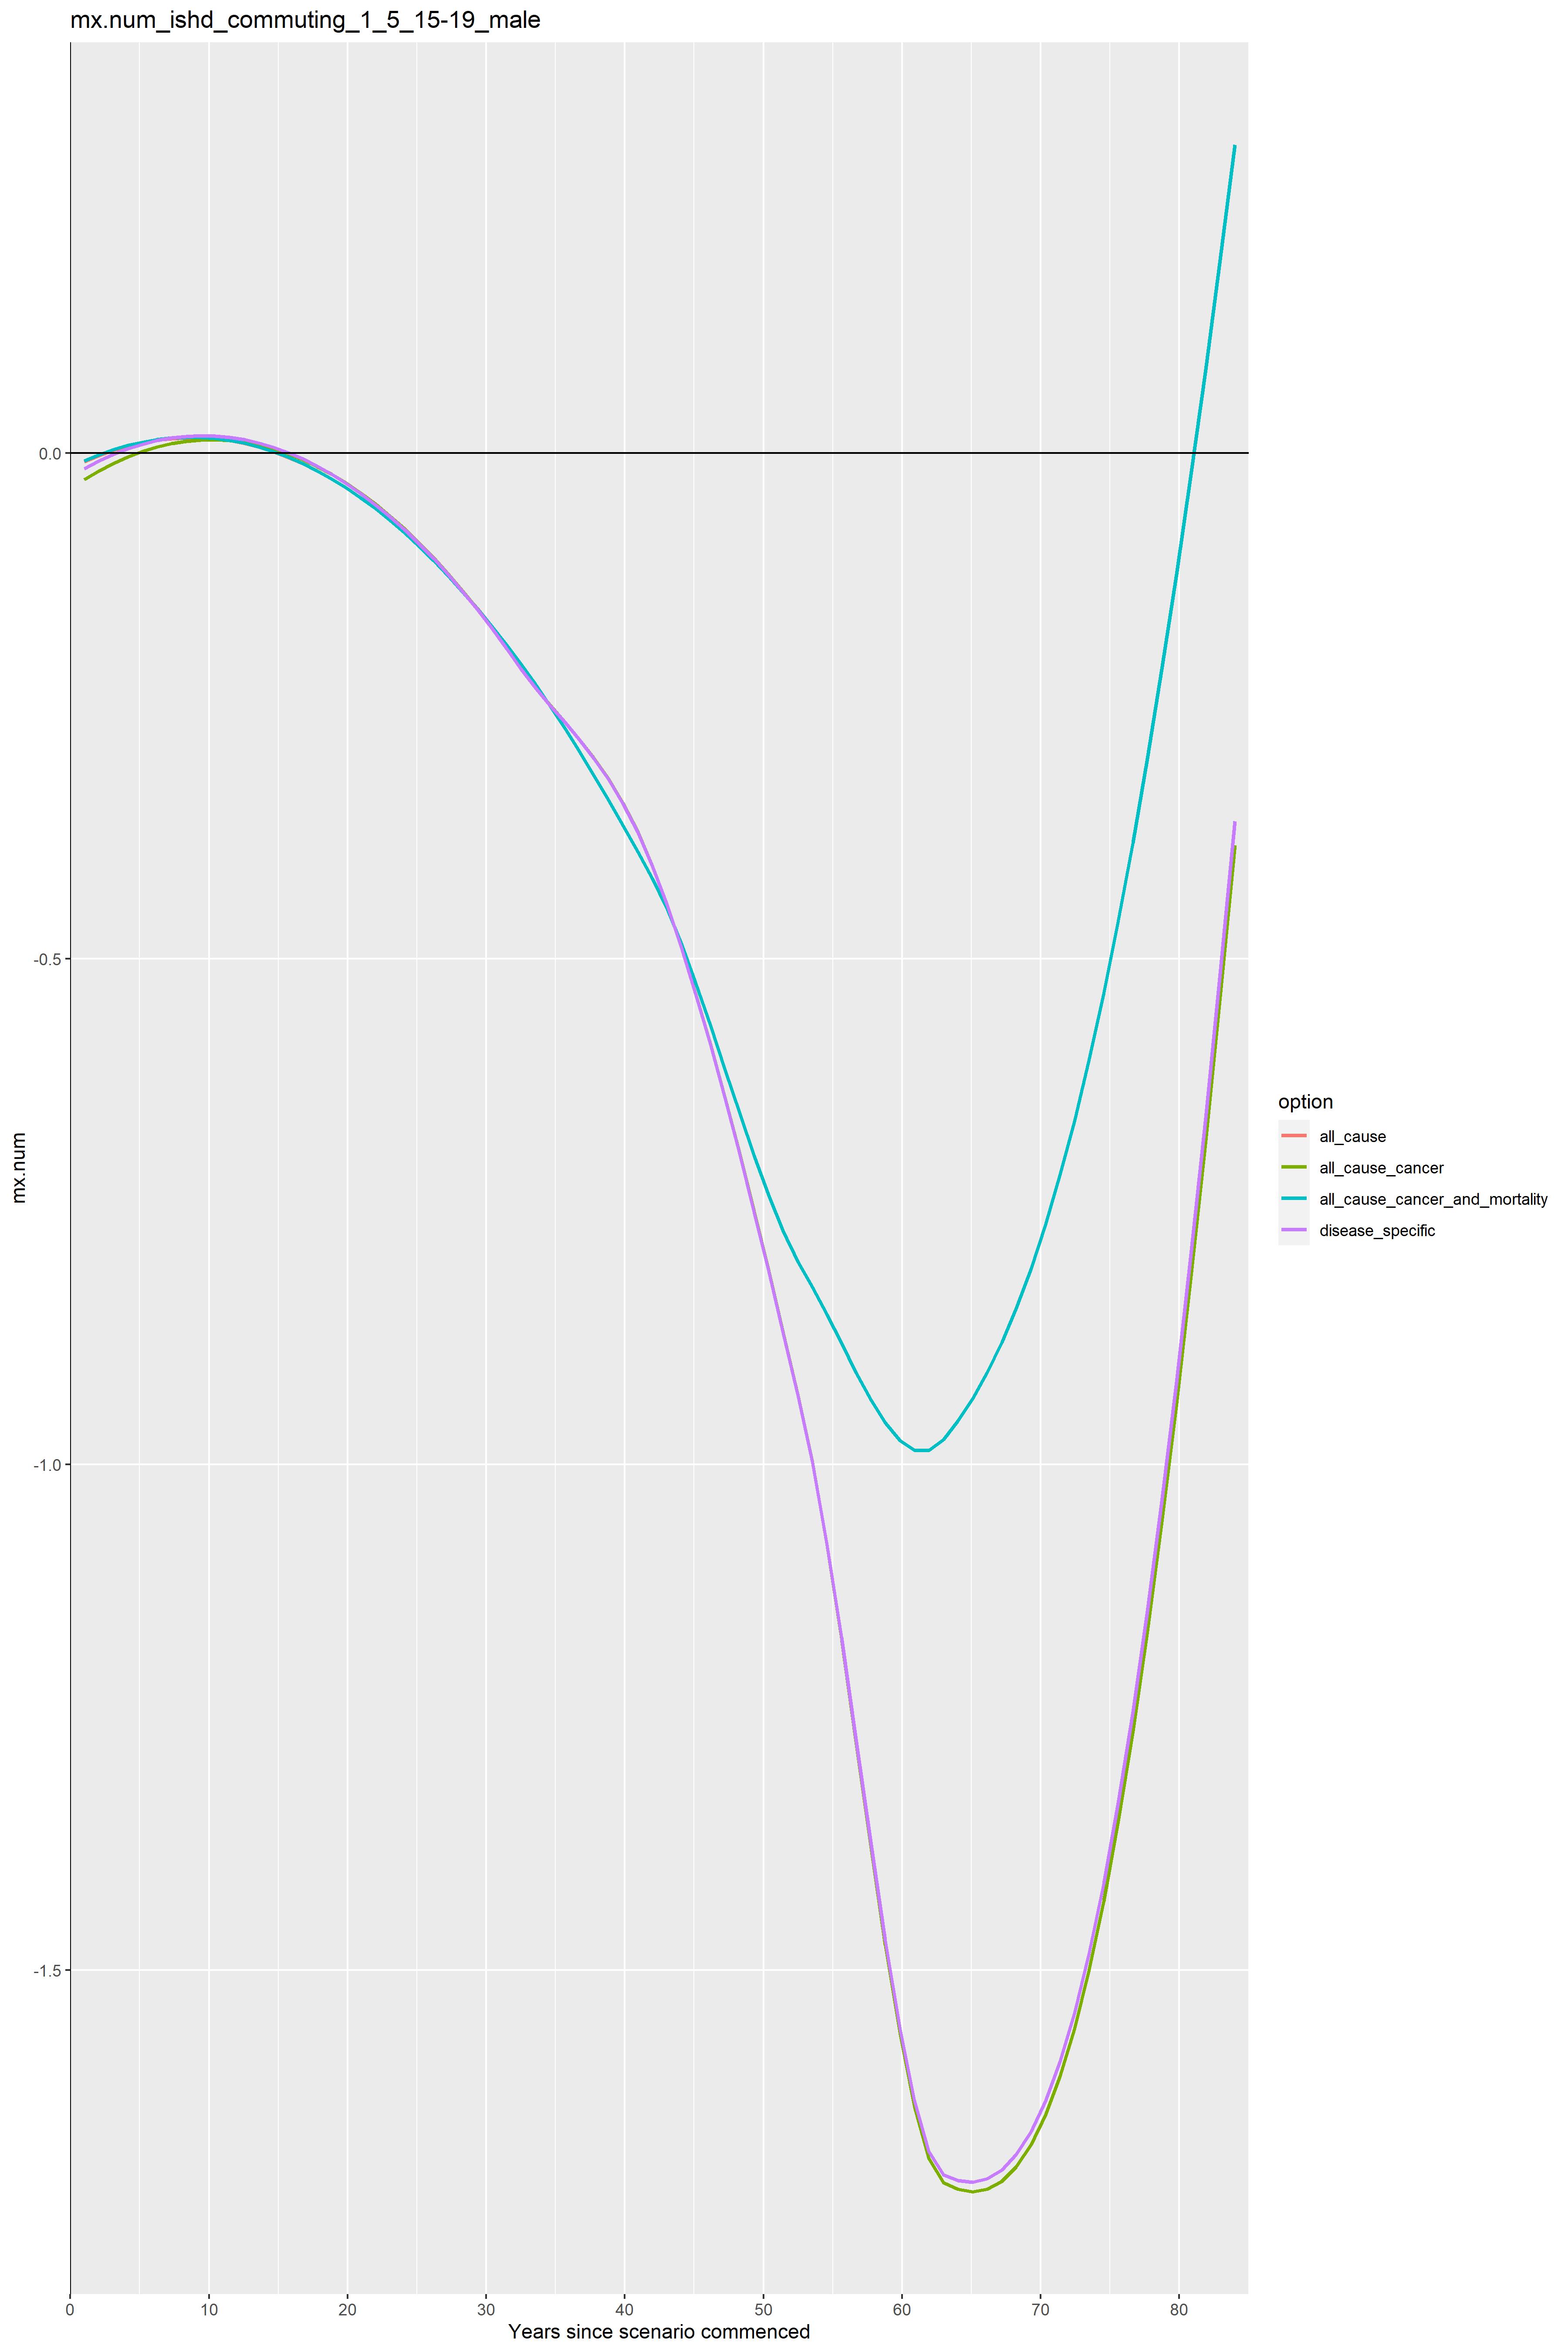 mx.num_ishd_commuting_1_5_15-19_male
0.0
-0.5
-1.0
-1.5
mx.num
0 10 20 30 40 50 60 70 80
Years since scenario commenced
option
all_cause
all_cause_cancer
all_cause_cancer_and_mortality
disease_specific